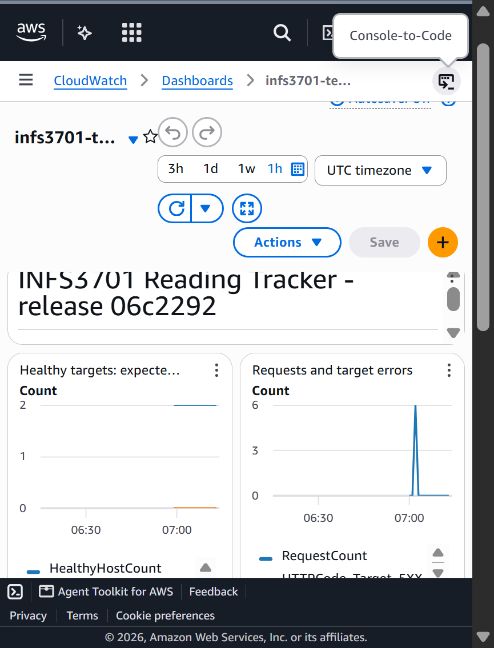 aws
Console-to-Code
CloudWatch
Dashboards
infs3701-te...
Autosave: Off
infs3701-t...
3h 1d 1w 1h
UTC timezone
Actions
Save
INFS3701 Reading Tracker -
release 06c2292
Healthy targets: expecte...
Count
2
1
0
06:30 07:00
HealthyHostCount
Requests and target errors
Count
6
3
0
06:30 07:00
RequestCount
HTTPCode_Target_5XX
Agent Toolkit for AWS
Feedback
Privacy
Terms
Cookie preferences
© 2026, Amazon Web Services, Inc. or its affiliates.